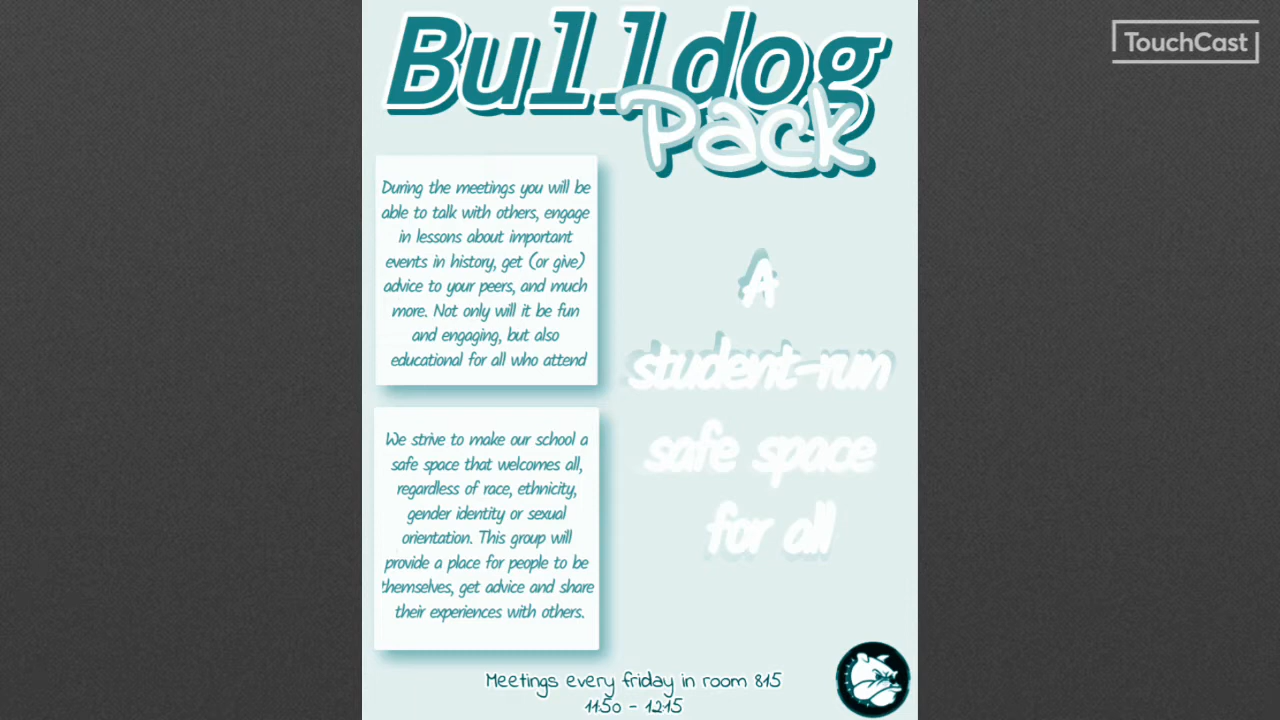 TouchCast
Bulldog
Pack
During the meetings you will be
able to talk with others, engage
in lessons about important
events in history, get (or give)
advice to your peers, and much
more. Not only will it be fun
and engaging, but also
educational for all who attend
We strive to make our school a
safe space that welcomes all,
regardless of race, ethnicity,
gender identity or sexual
orientation. This group will
provide a place for people to be
themselves, get advice and share
their experiences with others.
A
student-run
safe space
for all
Meetings every friday in room 815
11:50 - 12:15